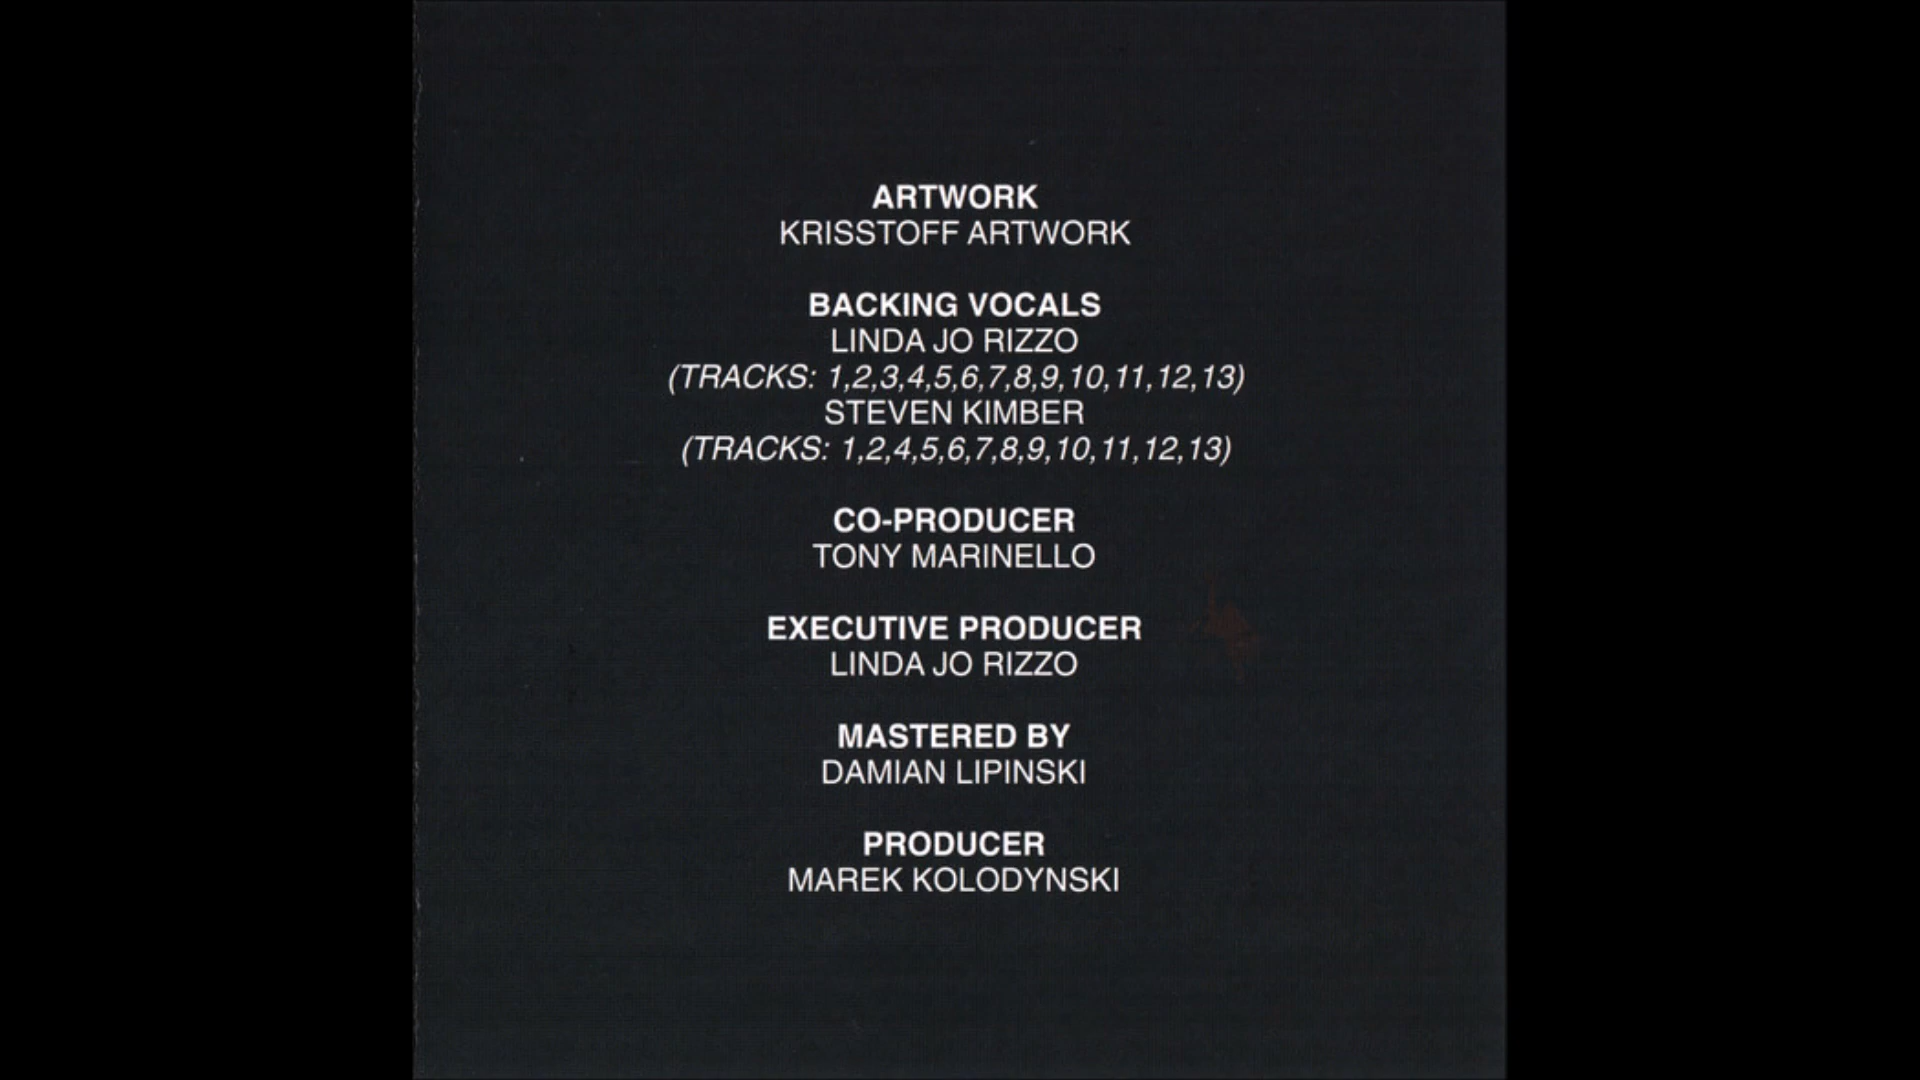 ARTWORK
KRISSTOFF ARTWORK
BACKING VOCALS
LINDA JO RIZZO
(TRACKS: 1,2,3,4,5,6,7,8,9,10,11,12,13)
STEVEN KIMBER
(TRACKS: 1,2,4,5,6,7,8,9,10,11,12,13)
CO-PRODUCER
TONY MARINELLO
EXECUTIVE PRODUCER
LINDA JO RIZZO
MASTERED BY
DAMIAN LIPINSKI
PRODUCER
MAREK KOLODYNSKI